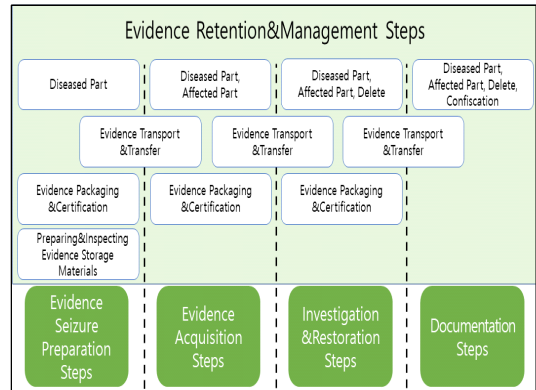 Evidence Retention&Management Steps
Diseased Part
Diseased Part,
Affected Part
Diseased Part,
Affected Part, Delete
Diseased Part,
Affected Part, Delete,
Confiscation
Evidence Transport
&Transfer
Evidence Transport
&Transfer
Evidence Transport
&Transfer
Evidence Packaging
&Certification
Evidence Packaging
&Certification
Evidence Packaging
&Certification
Preparing&Inspecting
Evidence Storage
Materials
Evidence
Seizure
Preparation
Steps
Evidence
Acquisition
Steps
Investigation
&Restoration
Steps
Documentation
Steps